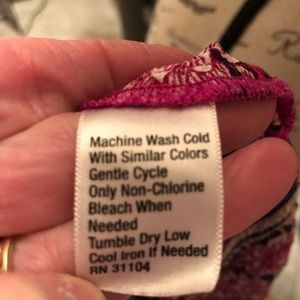 Machine Wash Cold
With Similar Colors
Gentle Cycle
Only Non-Chlorine
Bleach When
Needed
Tumble Dry Low
Cool Iron If Needed
RN 31104